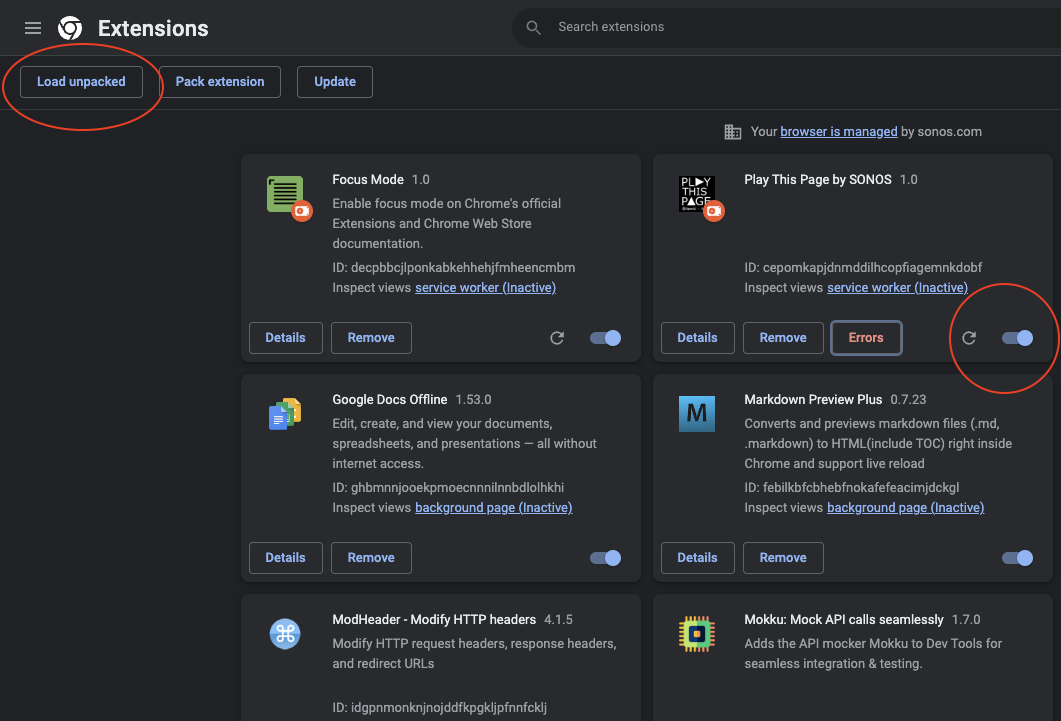 Extensions
Search extensions
Load unpacked
Pack extension
Update
Your browser is managed by sonos.com
Focus Mode 1.0
Enable focus mode on Chrome's official
Extensions and Chrome Web Store
documentation.
ID: decpbbcjlponkabkehhehjfmheencmbm
Inspect views service worker (Inactive)
Details
Remove
PLAY
THIS
PAGE
Play This Page by SONOS 1.0
ID: cepomkapjdnmddilhcopfiagemnkdobf
Inspect views service worker (Inactive)
Details
Remove
Errors
Google Docs Offline 1.53.0
Edit, create, and view your documents,
spreadsheets, and presentations — all without
internet access.
ID: ghbmnnjooekpmoecnnnilnnbdlolhkhi
Inspect views background page (Inactive)
Details
Remove
M
Markdown Preview Plus 0.7.23
Converts and previews markdown files (.md,
.markdown) to HTML(include TOC) right inside
Chrome and support live reload
ID: febilkbfcbhebfnokafefeacimjdckgl
Inspect views background page (Inactive)
Details
Remove
ModHeader - Modify HTTP headers 4.1.5
Modify HTTP request headers, response headers,
and redirect URLs
ID: idgpnmonknjnojddfkpgkljpfnnfcklj
Mokku: Mock API calls seamlessly 1.7.0
Adds the API mocker Mokku to Dev Tools for
seamless integration & testing.